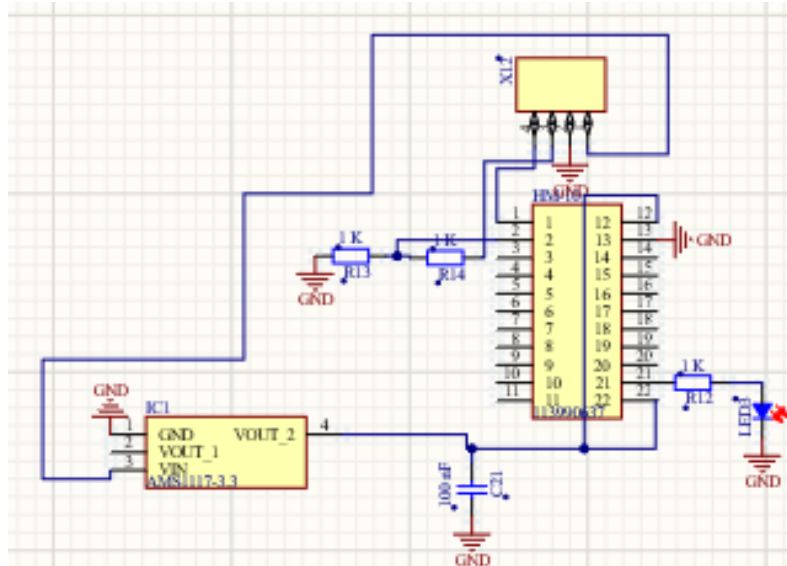 X12
GND
1 12 12
1 13
2 2 13 GND
3 3 14 14
4 4 15 15
5 5 16 16
6 6 17 17
7 7 18 18
8 8 19 19
9 9 20 20
10 10 21 21
11 11 22 22
113990637
1 K
R13
1 K
R14
GND
1 K
R12
LED3
GND
GND
IC1
1 GND VOUT_2 4
2 VOUT_1
3 VIN
AMS1117-3.3
100 nF
C21
GND